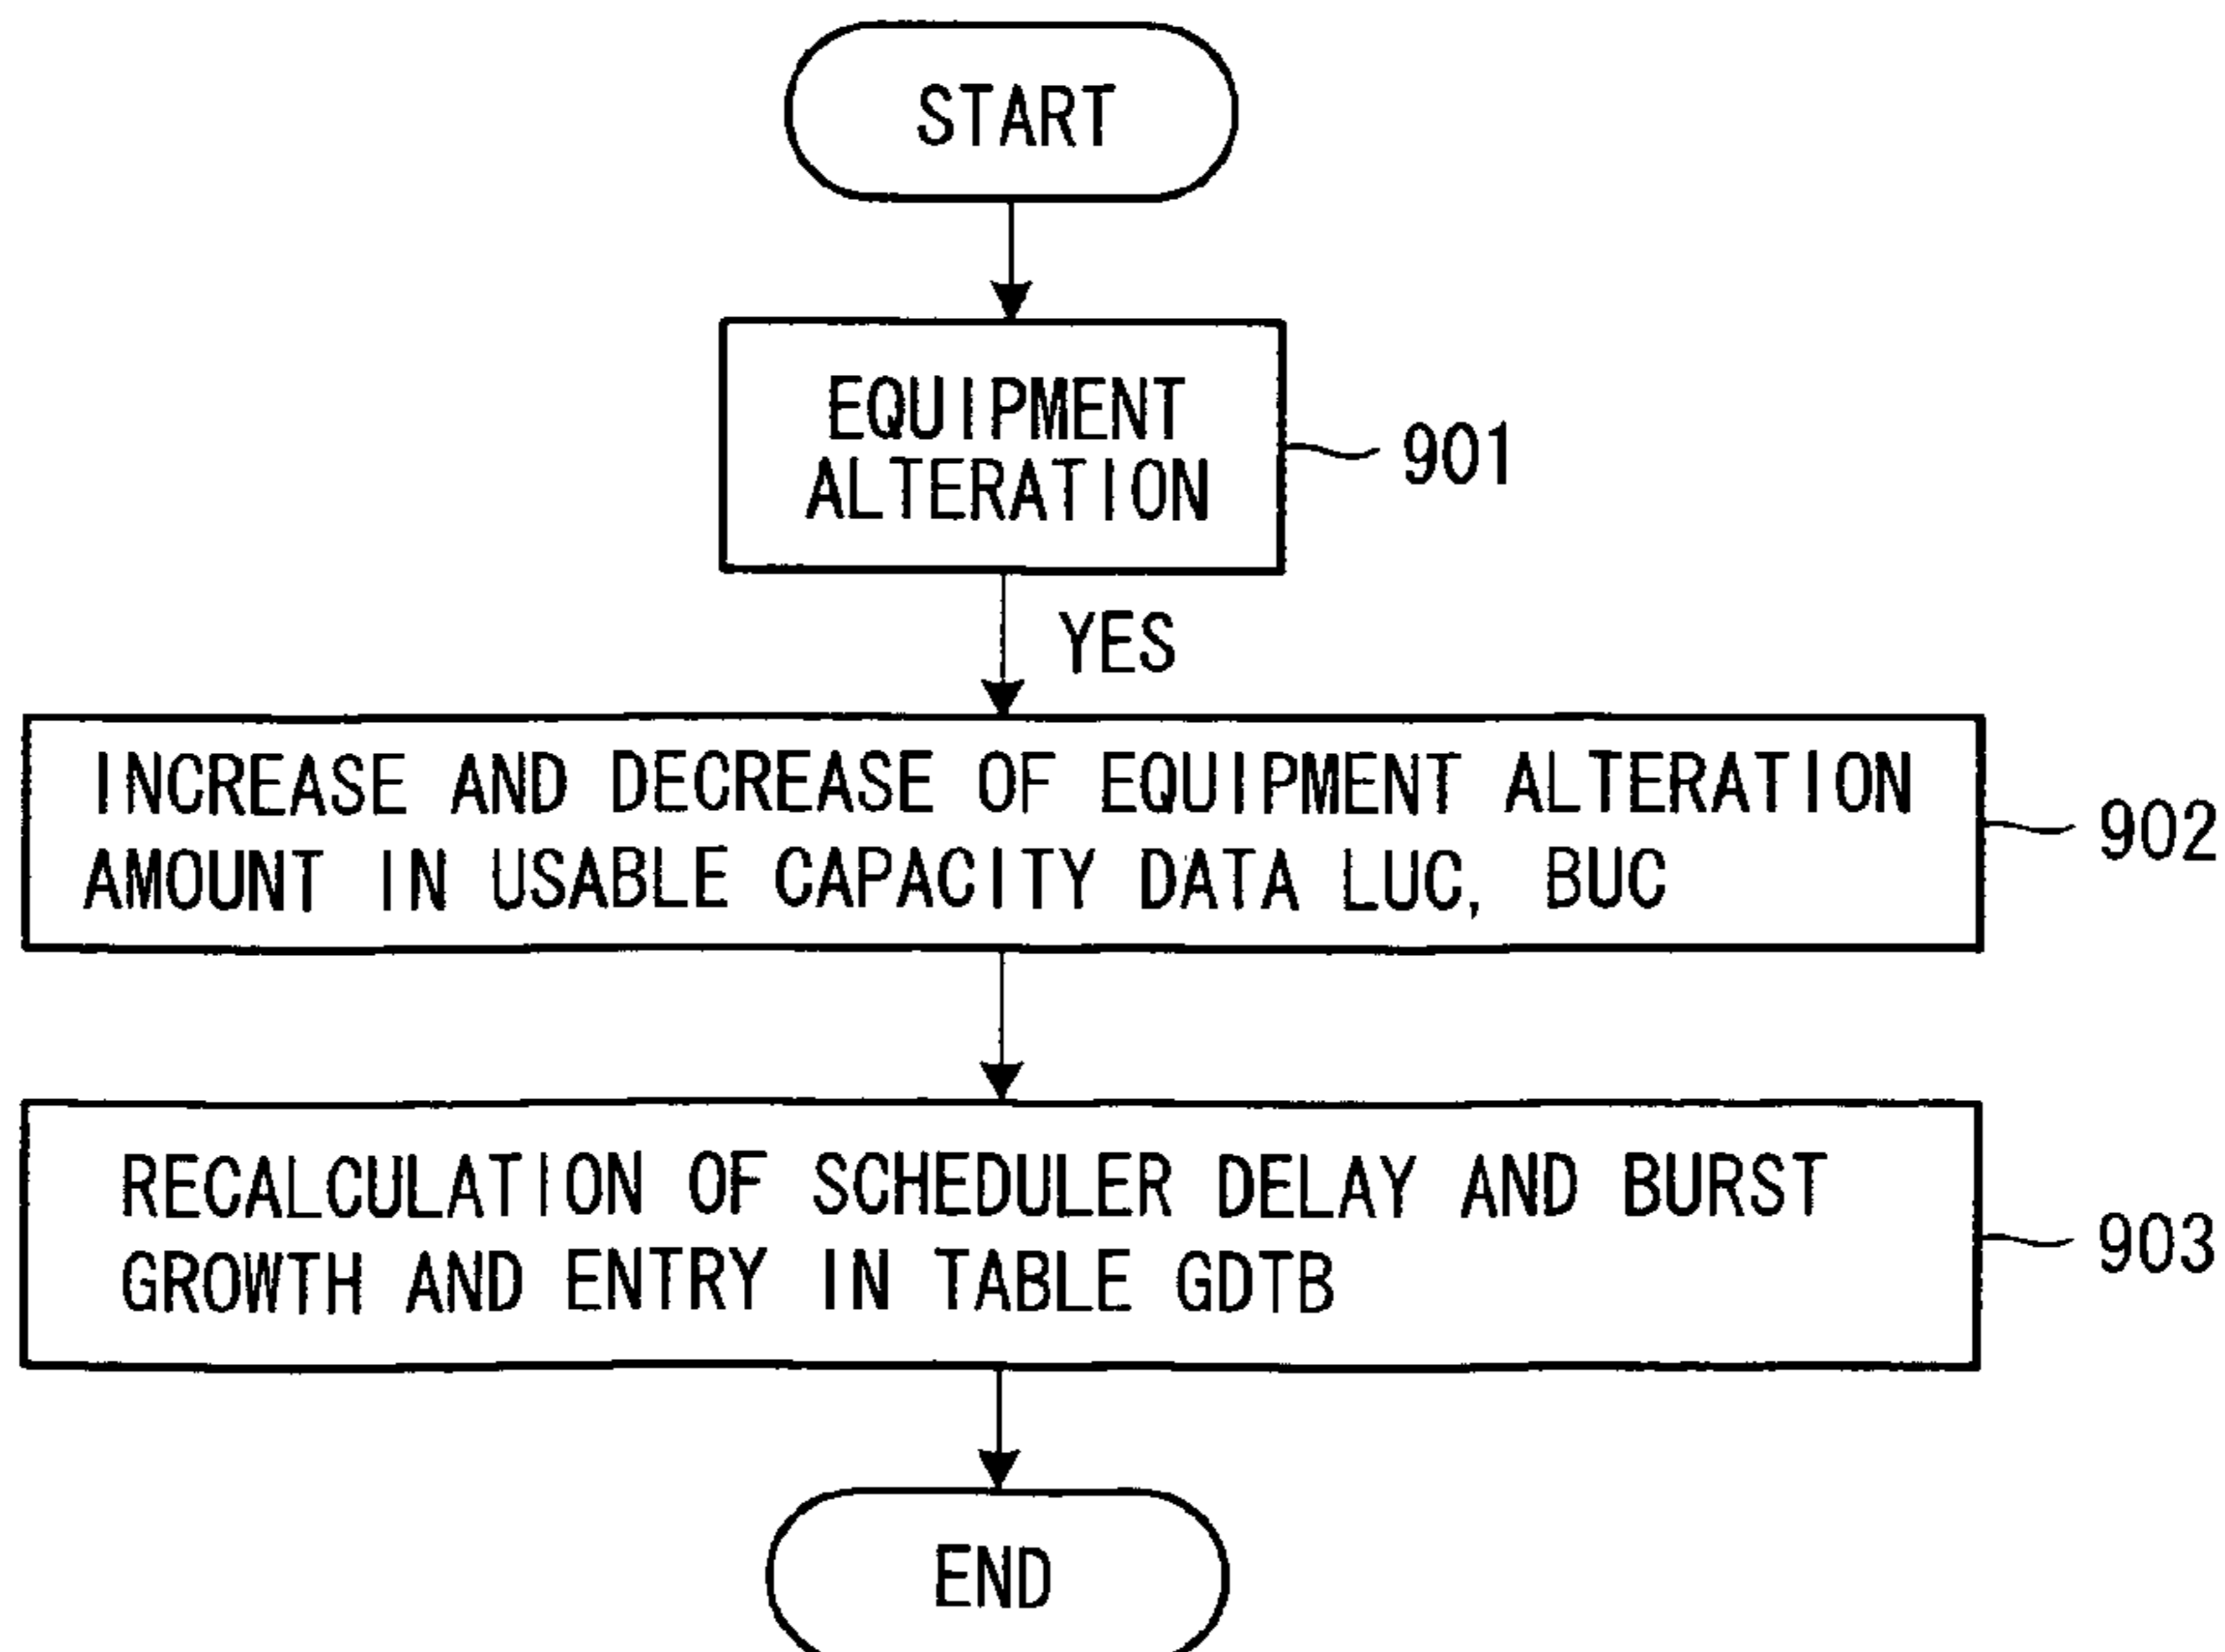 START
EQUIPMENT
ALTERATION
901
YES
INCREASE AND DECREASE OF EQUIPMENT ALTERATION
AMOUNT IN USABLE CAPACITY DATA LUC, BUC
902
RECALCULATION OF SCHEDULER DELAY AND BURST
GROWTH AND ENTRY IN TABLE GDTB
903
END